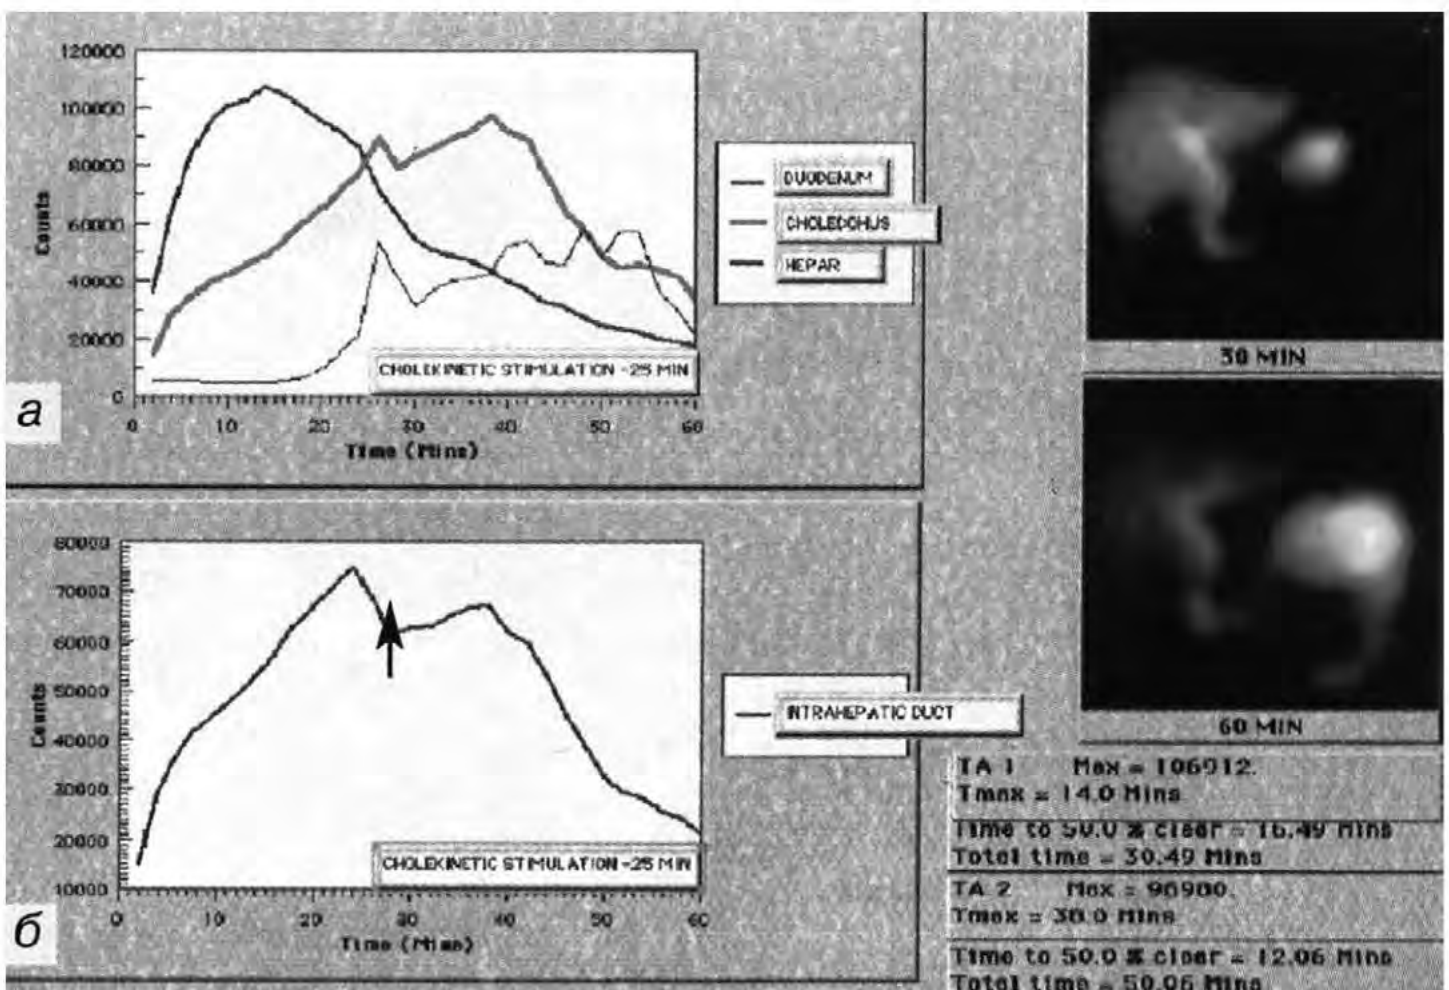 120000
100000
80000
60000
40000
20000
0
Counts
0 10 20 30 40 50 60
Time (Mins)
CHOLEKINETIC STIMULATION -25 MIN
DUODENUM
CHOLEDOHUS
HEPAR
а
30 MIN
60 MIN
80000
70000
60000
50000
40000
30000
20000
10000
Counts
0 10 20 30 40 50 60
Time (Mins)
CHOLEKINETIC STIMULATION -25 MIN
INTRAHEPATIC DUCT
б
TA 1 Max = 106912.
Tmax = 14.0 Mins
Time to 50.0 % clear = 16.49 Mins
Total time = 30.49 Mins
TA 2 Max = 96980.
Tmax = 38.0 Mins
Time to 50.0 % clear = 12.06 Mins
Total time = 50.06 Mins